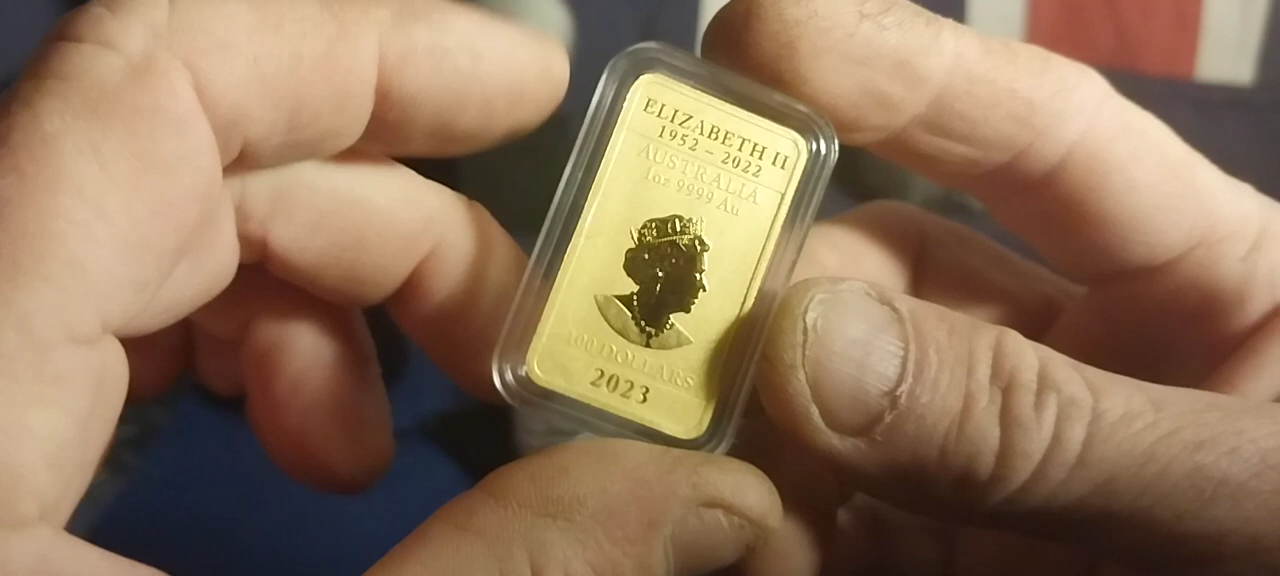 ELIZABETH II
1952 - 2022
AUSTRALIA
1oz 9999 Au
100 DOLLARS
2023